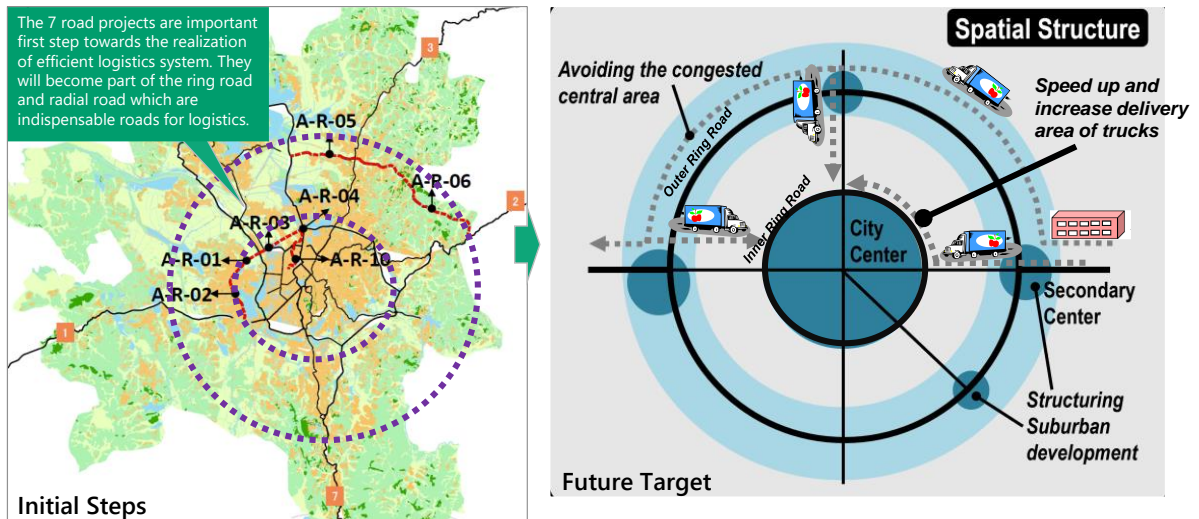 The 7 road projects are important
first step towards the realization
of efficient logistics system. They
will become part of the ring road
and radial road which are
indispensable roads for logistics.
3
A-R-05
A-R-06
2
A-R-04
A-R-03
A-R-01
A-R-10
A-R-02
1
7
Initial Steps
Spatial Structure
Avoiding the congested
central area
Speed up and
increase delivery
area of trucks
Outer Ring Road
Inner Ring Road
City
Center
Secondary
Center
Structuring
Suburban
development
Future Target